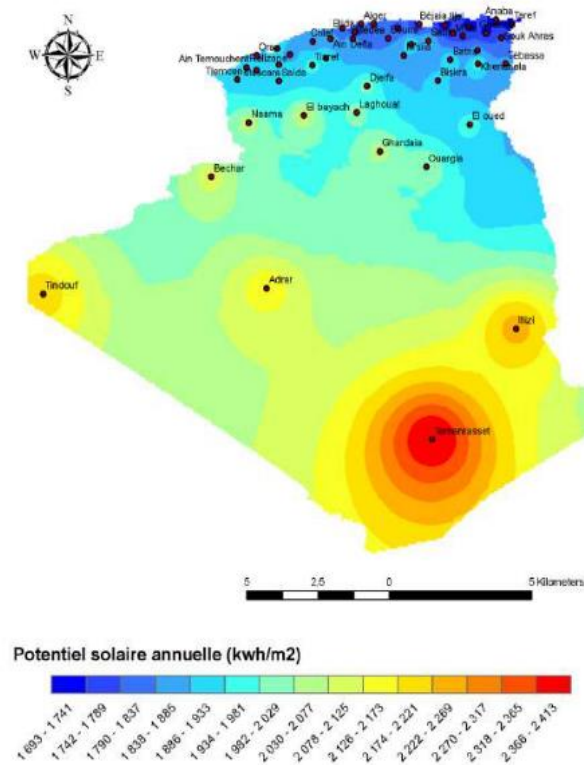 N
W
E
S
Anaba
Alger
Taref
Souk Ahras
Ain Defla
Oran
Batna
Tebessa
Khenchela
Ain Temouchent
Tiaret
Biskra
Saida
Djelfa
El bayadh
Laghouat
El oued
Naama
Ghardaia
Ouargla
Bechar
Tindouf
Adrar
Illizi
Tamenrasset
5
2.5
0
5 Kilometers
Potentiel solaire annuelle (kwh/m2)
1 693 - 1 741
1 742 - 1 789
1 790 - 1 837
1 838 - 1 885
1 886 - 1 933
1 934 - 1 981
1 982 - 2 029
2 030 - 2 077
2 078 - 2 125
2 126 - 2 173
2 174 - 2 221
2 222 - 2 269
2 270 - 2 317
2 318 - 2 365
2 366 - 2 413